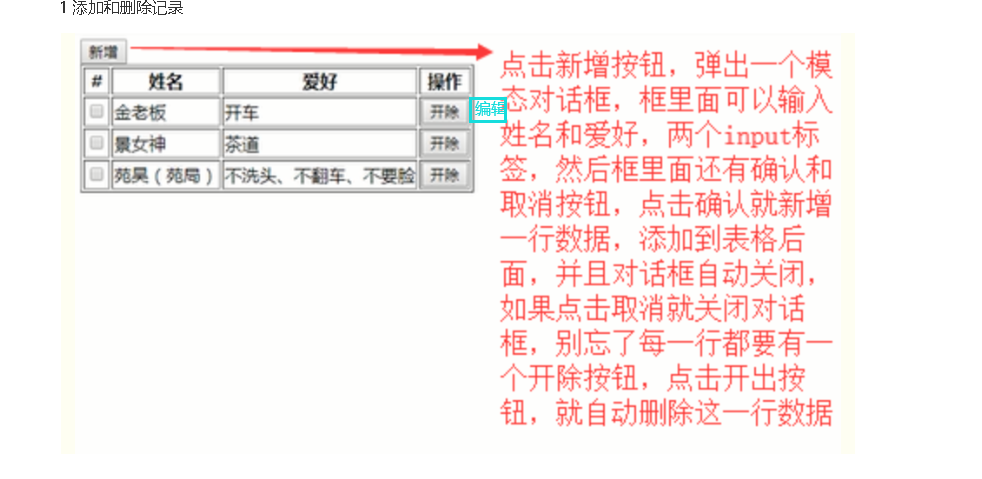 1 添加和删除记录
新增
# 姓名 爱好 操作
金老板 开车 开除 编辑
景女神 茶道 开除
苑昊（苑局） 不洗头、不翻车、不要脸 开除
点击新增按钮，弹出一个模
态对话框，框里面可以输入
姓名和爱好，两个input标
签，然后框里面还有确认和
取消按钮，点击确认就新增
一行数据，添加到表格后
面，并且对话框自动关闭，
如果点击取消就关闭对话
框，别忘了每一行都要有一
个开除按钮，点击开出按
钮，就自动删除这一行数据